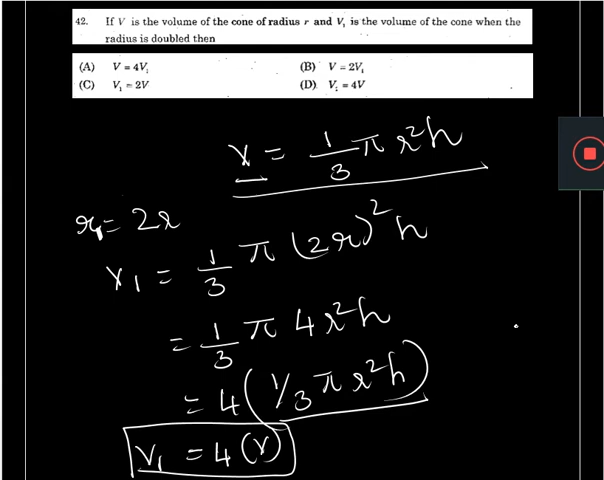 42. If V is the volume of the cone of radius r and V₁ is the volume of the cone when the
radius is doubled then
(A) V = 4V₁ (B) V = 2V₁
(C) V₁ = 2V (D) V₁ = 4V
V = 1/3 π r²h
r₁ = 2r
V₁ = 1/3 π (2r)² h
= 1/3 π 4r²h
= 4(1/3 π r²h)
V₁ = 4(V)